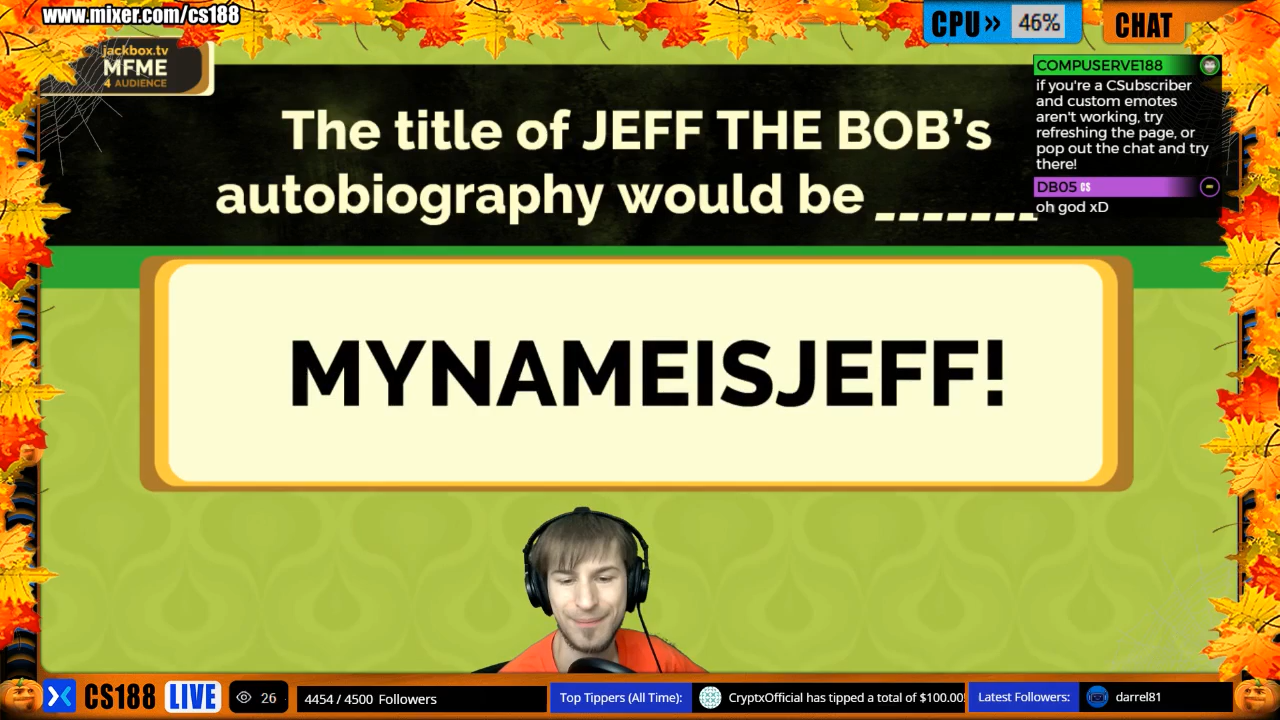 www.mixer.com/cs188
CPU»
46%
CHAT
jackbox.tv
MFME
4 AUDIENCE
The title of JEFF THE BOB's
autobiography would be _______
COMPUSERVE188
if you're a CSubscriber
and custom emotes
aren't working, try
refreshing the page, or
pop out the chat and try
there!
DB05 CS
oh god xD
MYNAMEISJEFF!
CS188 LIVE
26
4454 / 4500 Followers
Top Tippers (All Time):
CryptxOfficial has tipped a total of $100.00!
Latest Followers:
darrel81